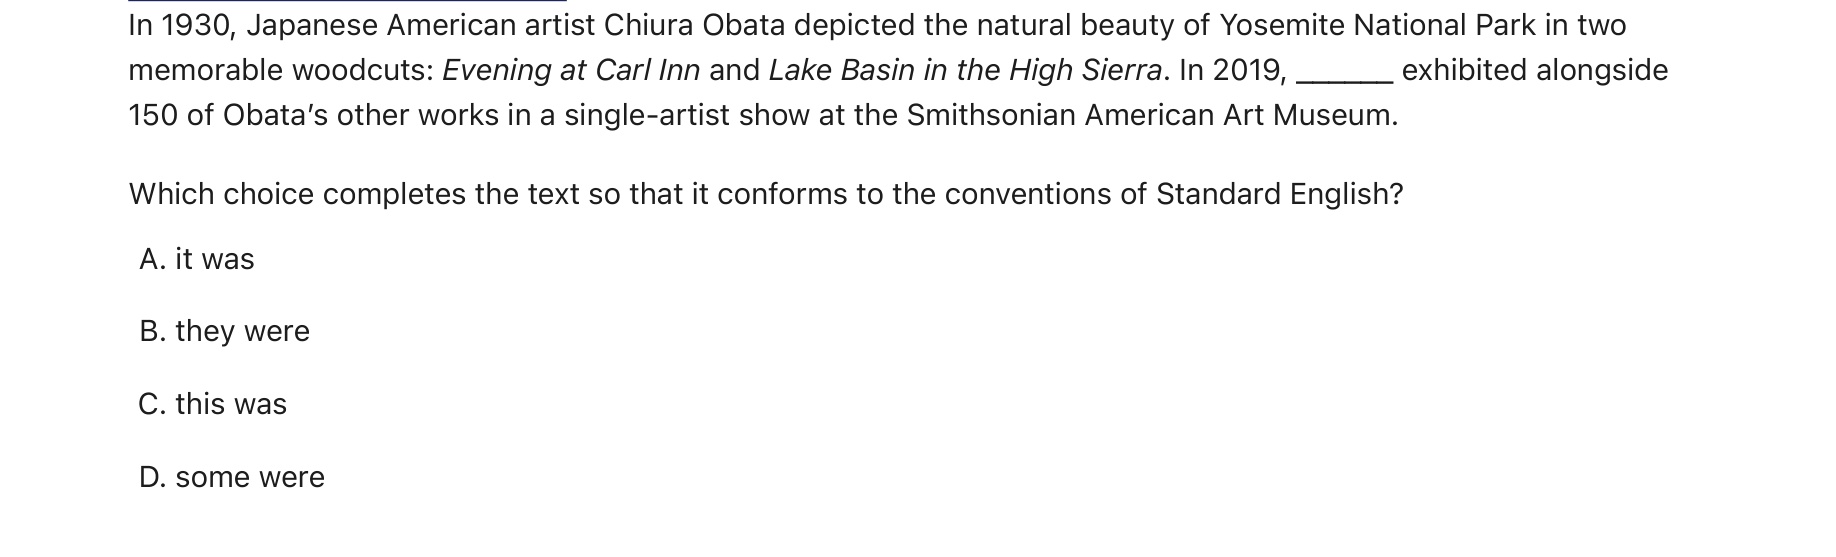 In 1930, Japanese American artist Chiura Obata depicted the natural beauty of Yosemite National Park in two
memorable woodcuts: Evening at Carl Inn and Lake Basin in the High Sierra. In 2019, ______ exhibited alongside
150 of Obata’s other works in a single-artist show at the Smithsonian American Art Museum.
Which choice completes the text so that it conforms to the conventions of Standard English?
A. it was
B. they were
C. this was
D. some were